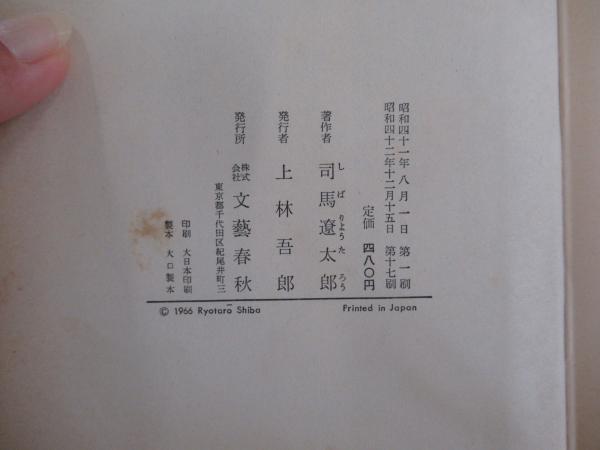 昭和四十一年八月一日　第一刷
昭和四十二年十二月十五日　第十七刷
定価　四八〇円
著作者　司馬遼太郎
しばりようたろう
発行者　上林吾郎
発行所　株式会社　文藝春秋
東京都千代田区紀尾井町三
印刷　大日本印刷
製本　大口製本
© 1966 Ryotarō Shiba
Printed in Japan